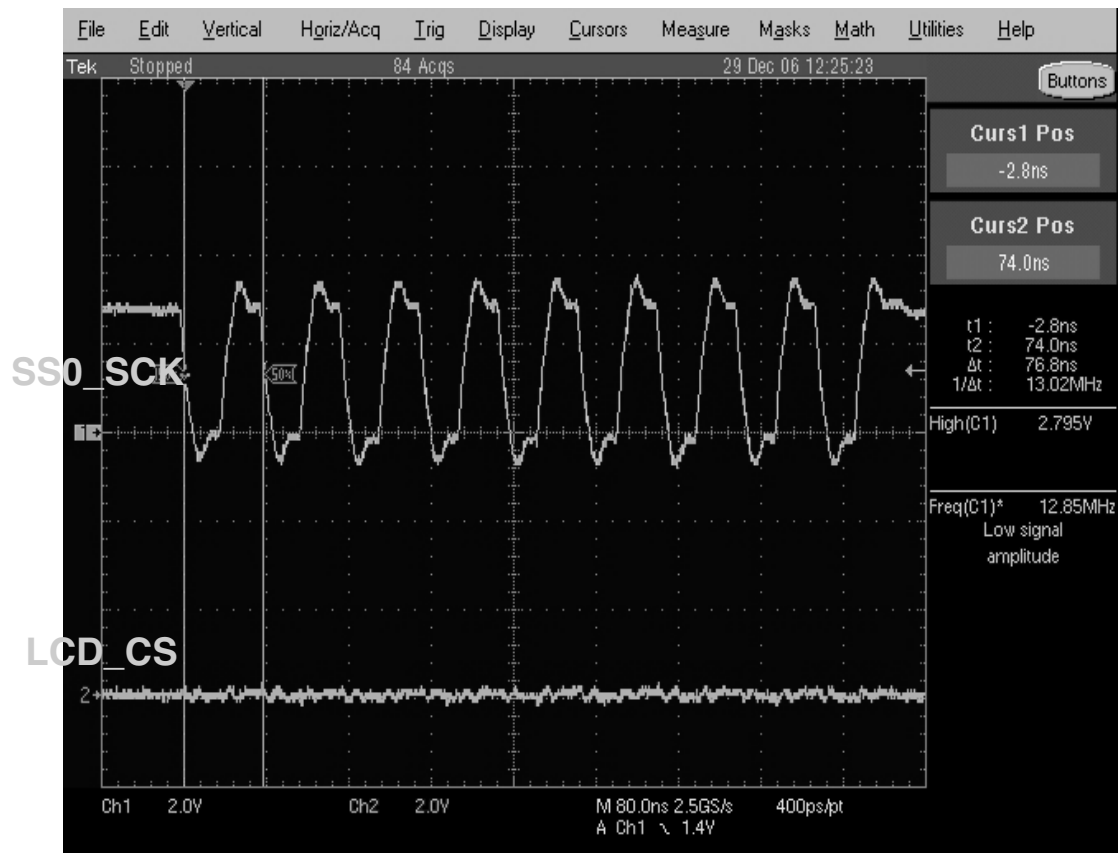 File Edit Vertical Horiz/Acq Trig Display Cursors Measure Masks Math Utilities Help
Tek Stopped 84 Acqs 29 Dec 06 12:25:23
Buttons
Curs1 Pos
-2.8ns
Curs2 Pos
74.0ns
t1 : -2.8ns
t2 : 74.0ns
Δt : 76.8ns
1/Δt : 13.02MHz
SS0_SCK
50%
1
High(C1) 2.795V
Freq(C1)* 12.85MHz
Low signal
amplitude
LCD_CS
2
Ch1 2.0V Ch2 2.0V M 80.0ns 2.5GS/s 400ps/pt
A Ch1 \ 1.4V